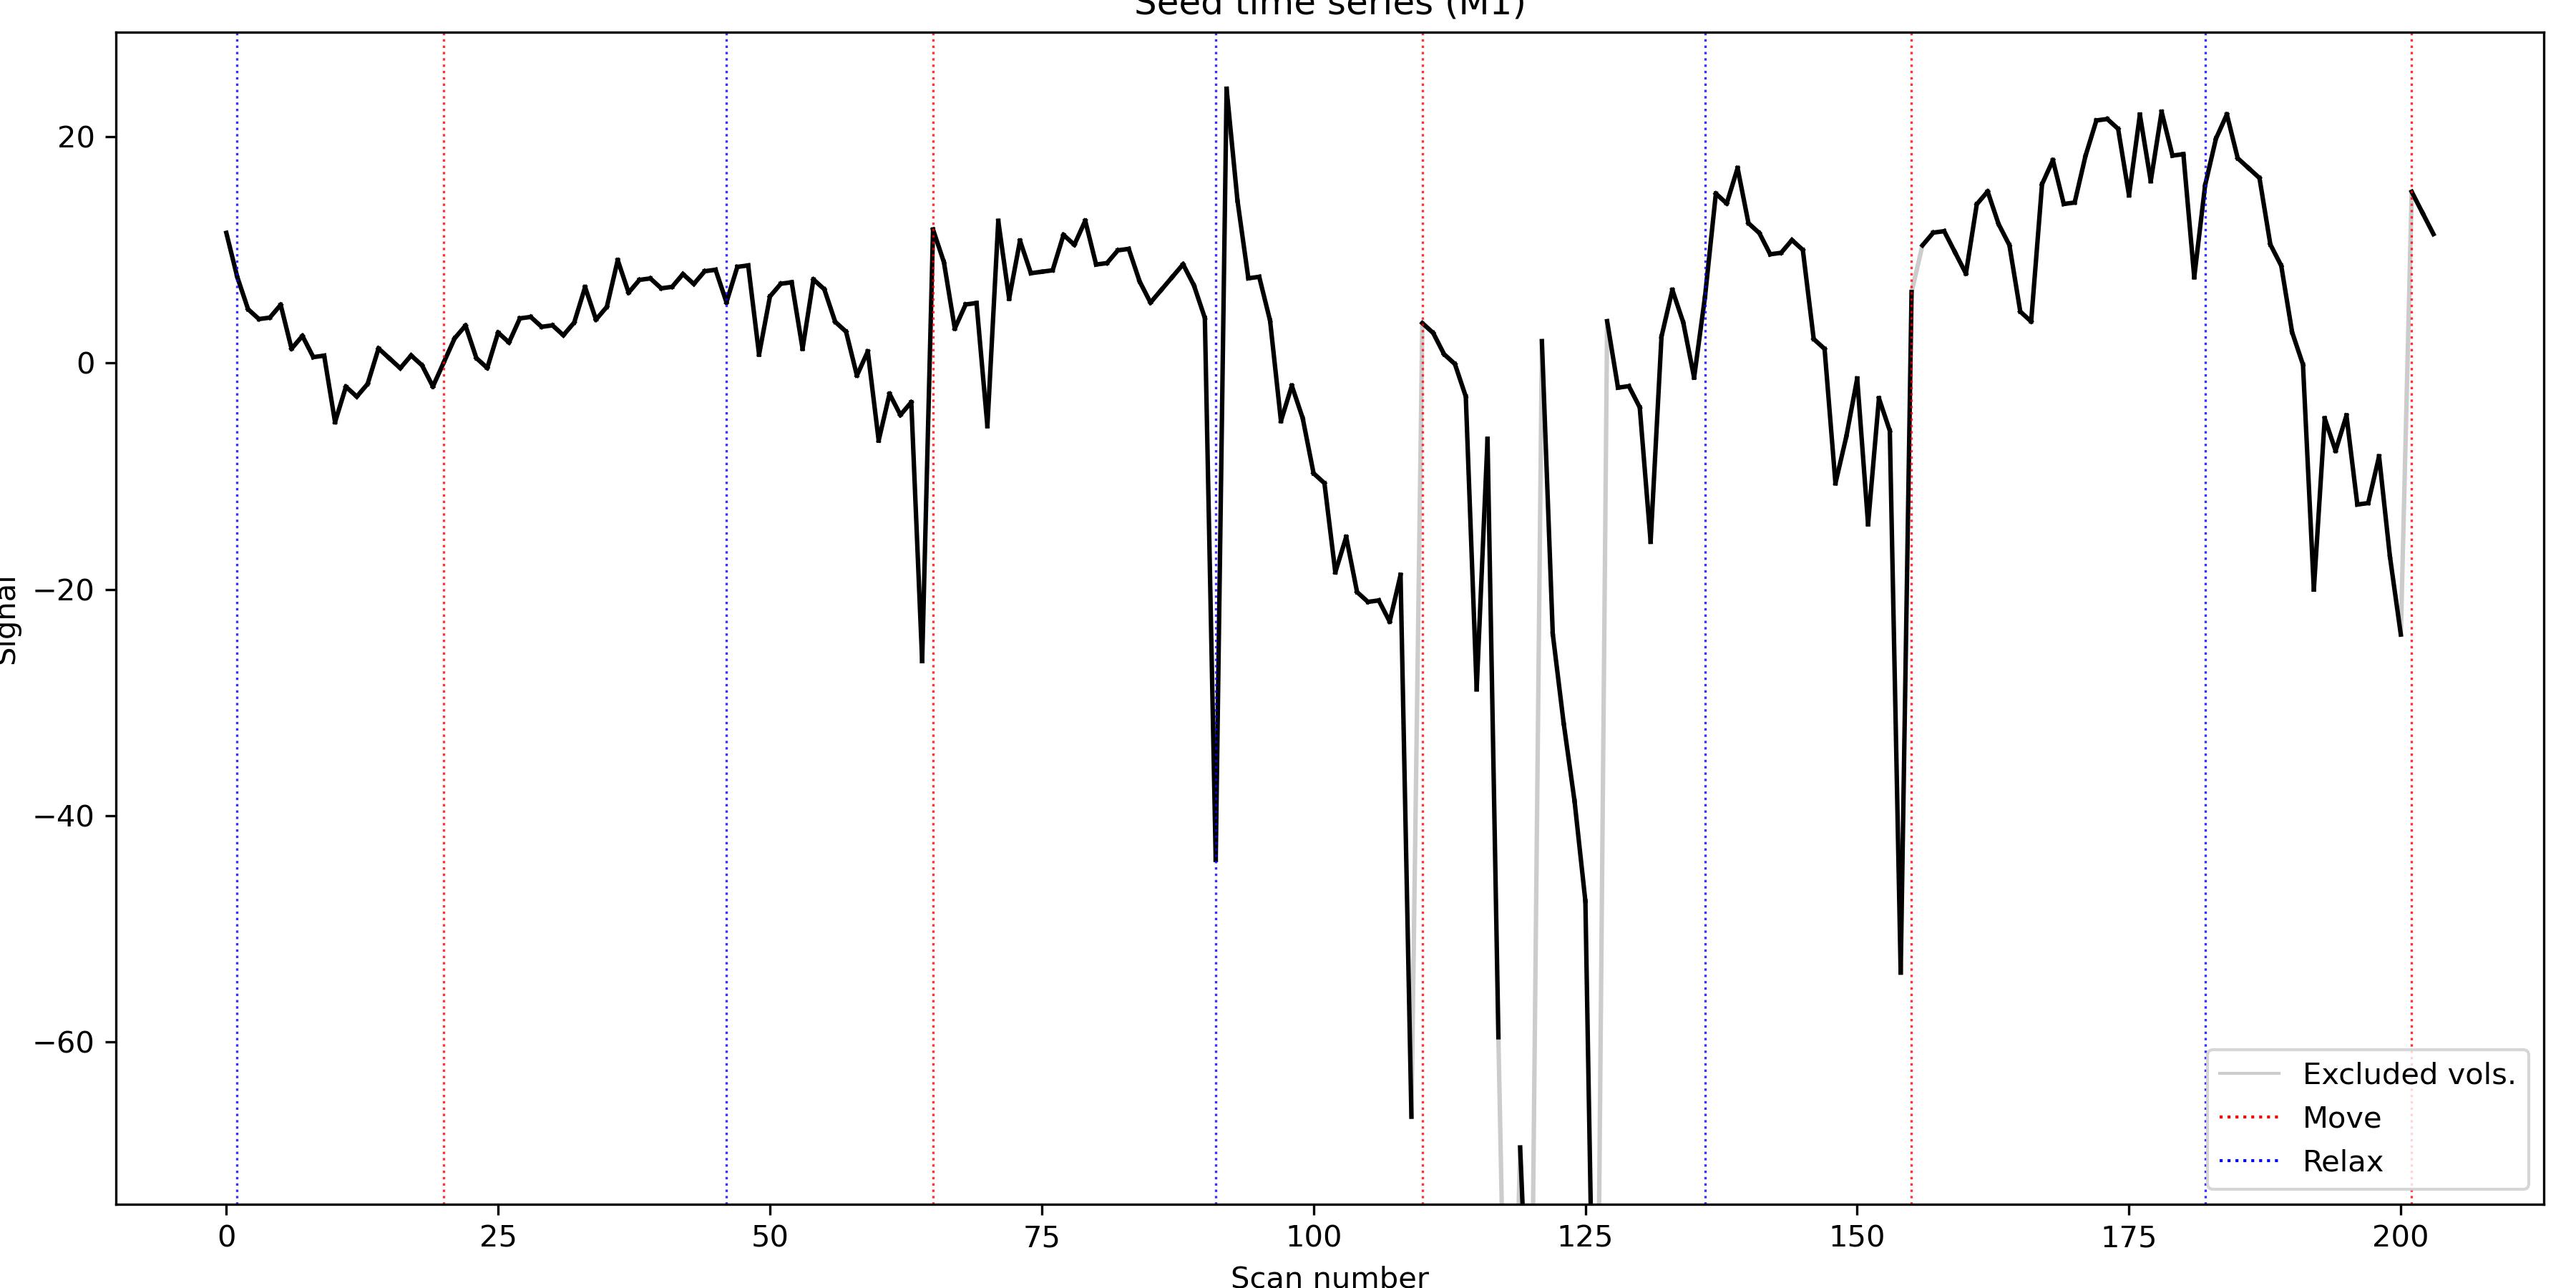 Seed time series (M1)
20
0
−20
−40
−60
Signal
0 25 50 75 100 125 150 175 200
Scan number
Excluded vols.
Move
Relax